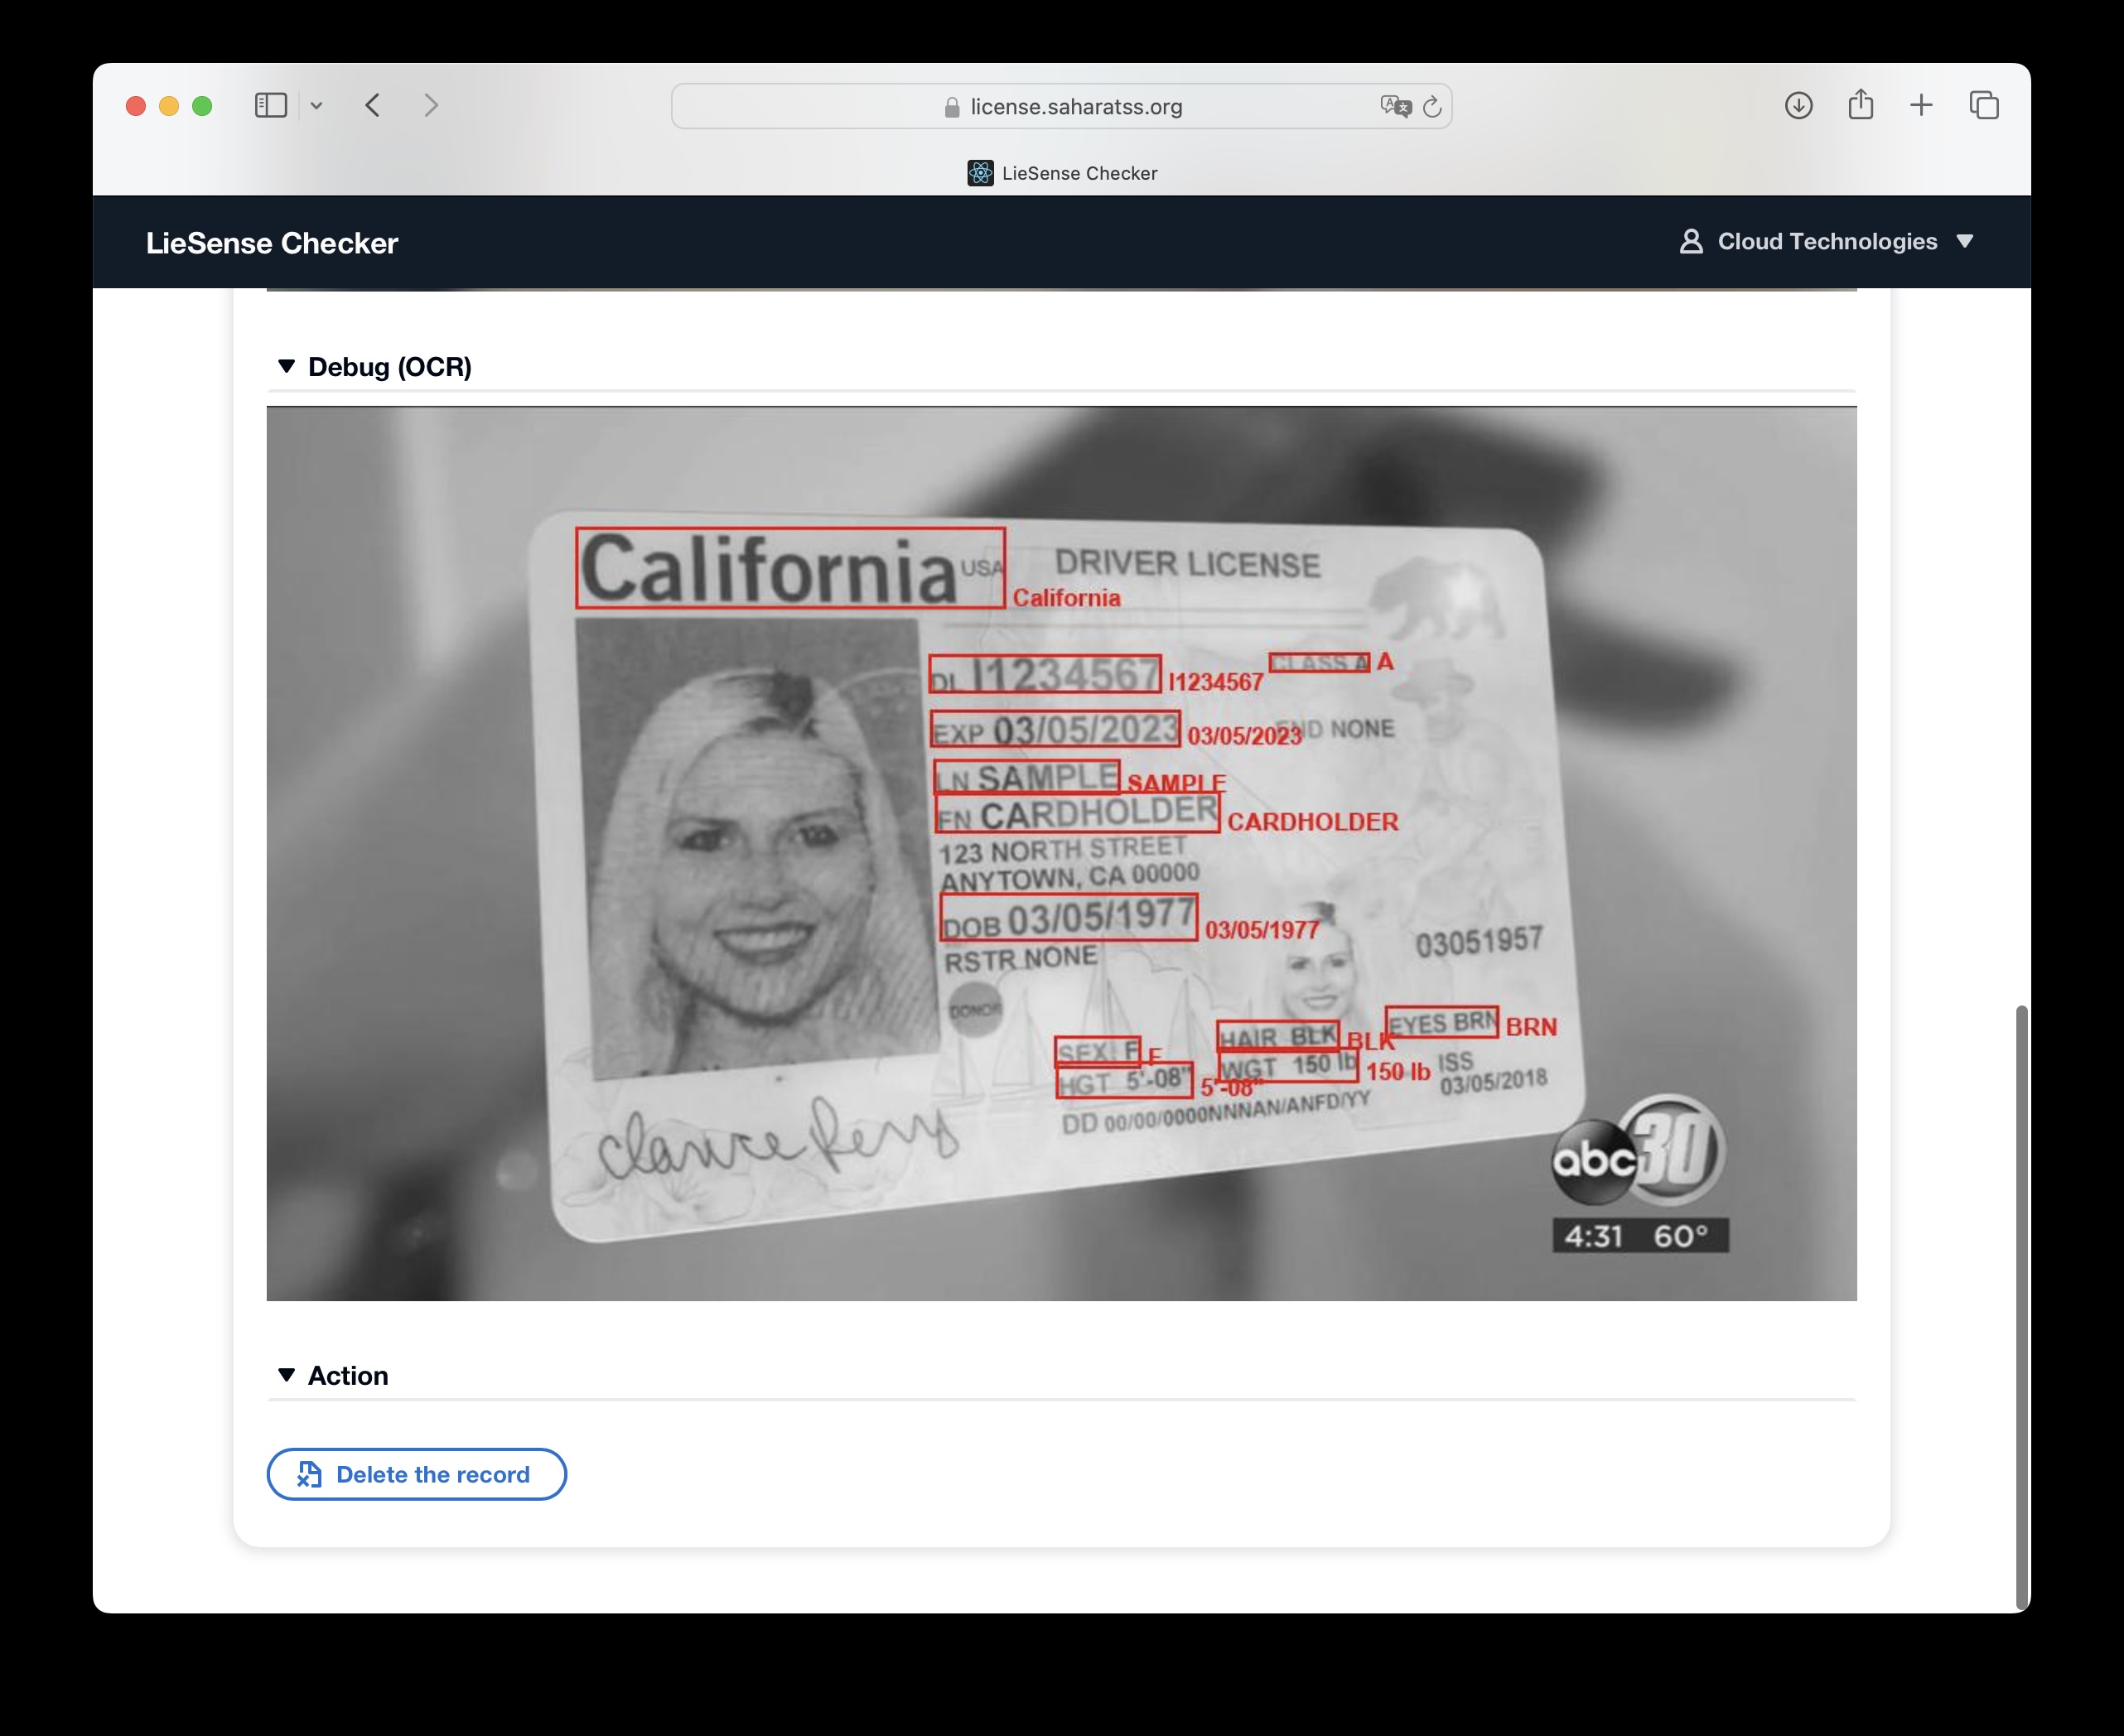 license.saharatss.org
LieSense Checker
LieSense Checker
Cloud Technologies
Debug (OCR)
California USA DRIVER LICENSE
California
DL I1234567 I1234567 CLASS A A
EXP 03/05/2023 03/05/2023 END NONE
LN SAMPLE SAMPLE
FN CARDHOLDER CARDHOLDER
123 NORTH STREET
ANYTOWN, CA 00000
DOB 03/05/1977 03/05/1977
RSTR NONE
03051957
DONOR
SEX F F HAIR BLK BLK EYES BRN BRN
HGT 5'-08" 5'-08" WGT 150 lb 150 lb ISS
03/05/2018
DD 00/00/0000NNNAN/ANFD/YY
abc 30
4:31 60°
Action
Delete the record